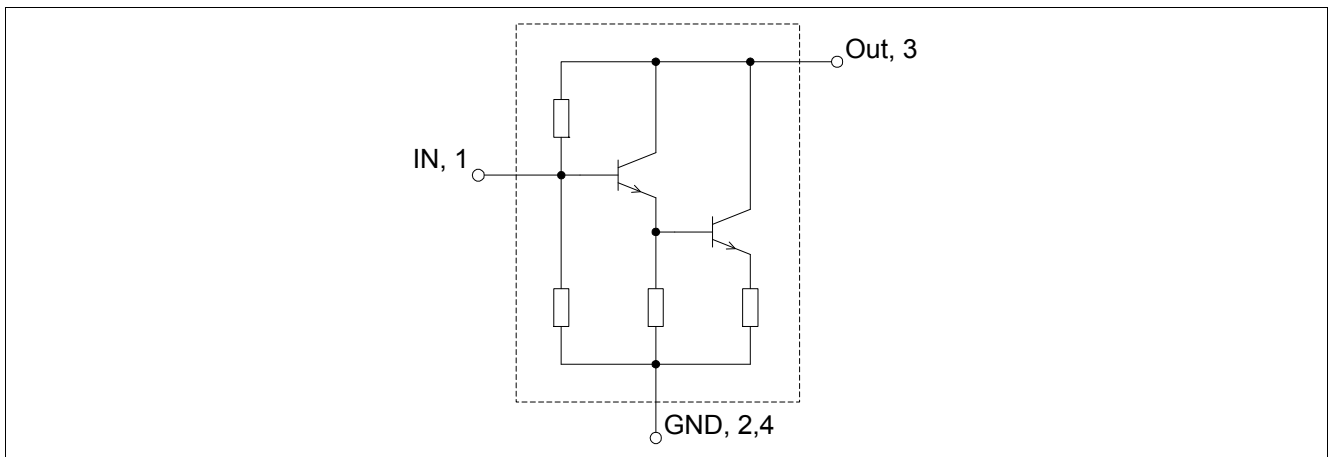 Out, 3
IN, 1
GND, 2,4